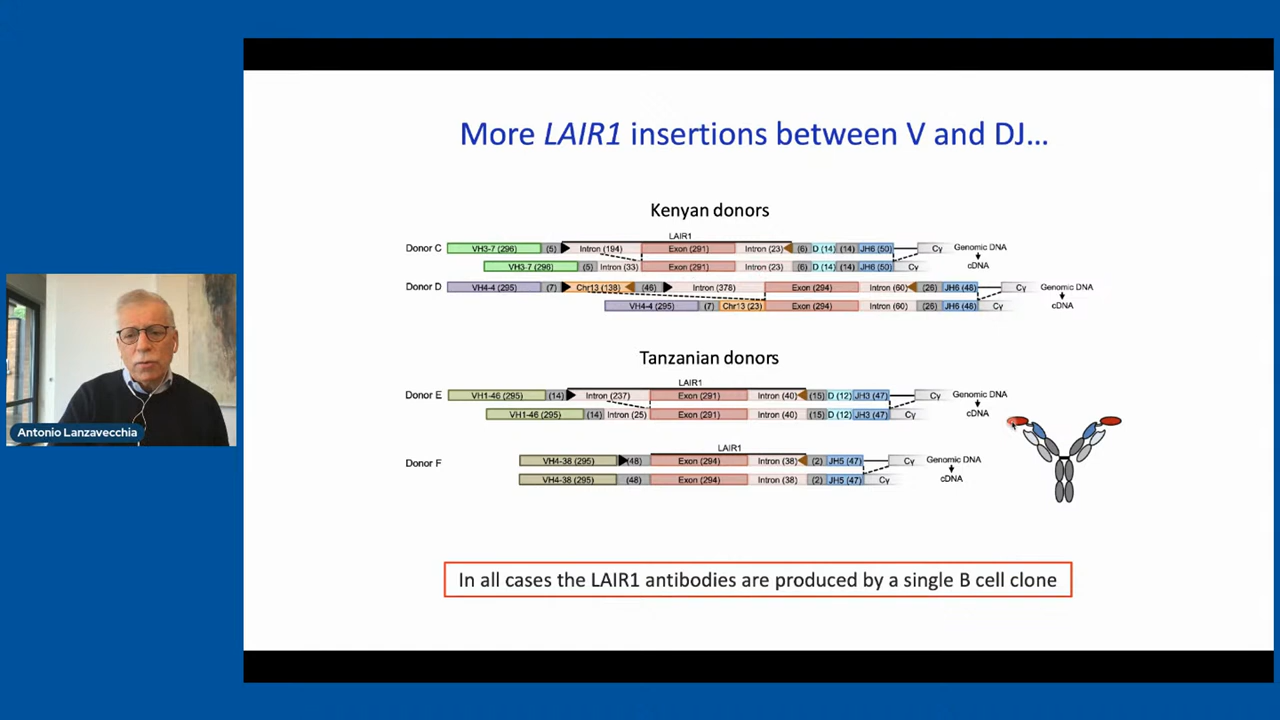 More LAIR1 insertions between V and DJ...
Kenyan donors
LAIR1
Donor C VH3-7 (296) (5) Intron (194) Exon (291) Intron (23) (6) D (14) (14) JH6 (50) Cγ Genomic DNA
VH3-7 (296) (5) Intron (33) Exon (291) Intron (23) (6) D (14) (14) JH6 (50) Cγ cDNA
Donor D VH4-4 (295) (7) Chr13 (138) (46) Intron (378) Exon (294) Intron (60) (26) JH6 (48) Cγ Genomic DNA
VH4-4 (295) (7) Chr13 (23) Exon (294) Intron (60) (26) JH6 (48) Cγ cDNA
Tanzanian donors
LAIR1
Donor E VH1-46 (295) (14) Intron (237) Exon (291) Intron (40) (15) D (12) JH3 (47) Cγ Genomic DNA
VH1-46 (295) (14) Intron (25) Exon (291) Intron (40) (15) D (12) JH3 (47) Cγ cDNA
LAIR1
Donor F VH4-38 (295) (48) Exon (294) Intron (38) (2) JH5 (47) Cγ Genomic DNA
VH4-38 (295) (48) Exon (294) Intron (38) (2) JH5 (47) Cγ cDNA
Antonio Lanzavecchia
In all cases the LAIR1 antibodies are produced by a single B cell clone